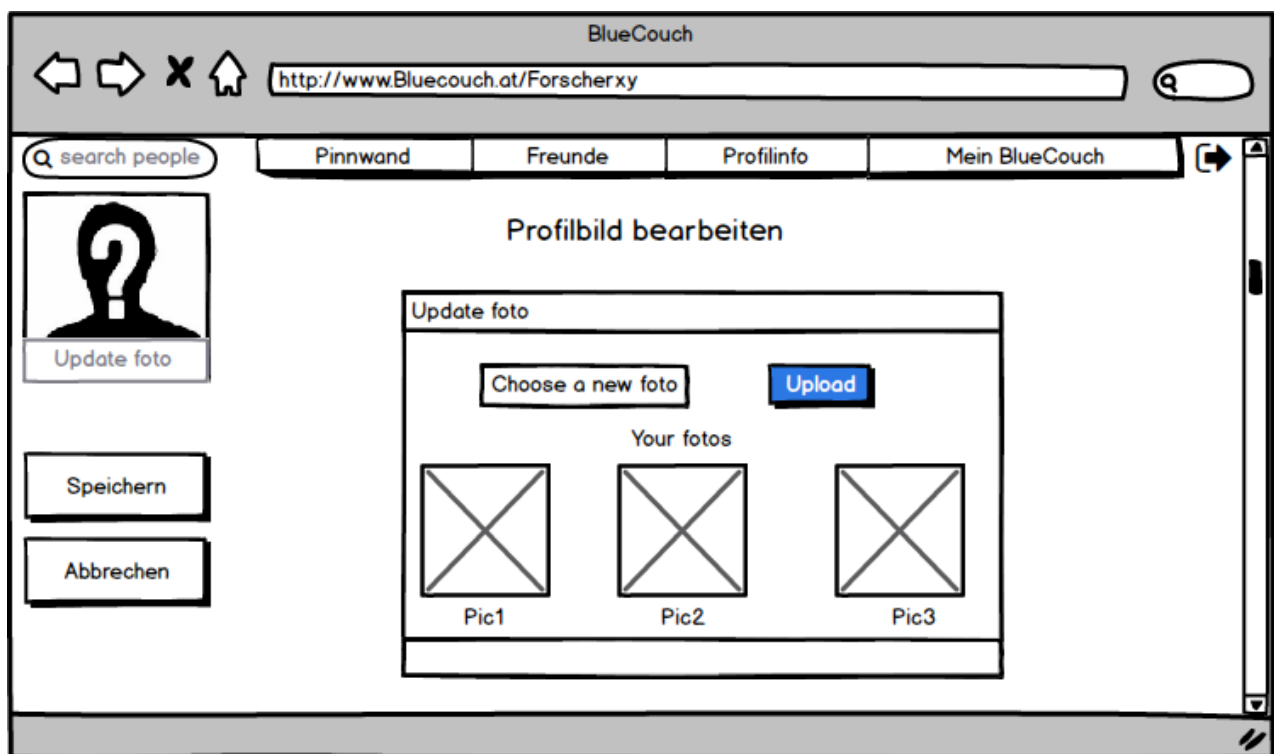 BlueCouch
http://www.Bluecouch.at/Forscherxy
search people
Pinnwand Freunde Profilinfo Mein BlueCouch
Profilbild bearbeiten
?
Update foto
Update foto
Choose a new foto Upload
Your fotos
Speichern
Abbrechen
Pic1 Pic2 Pic3